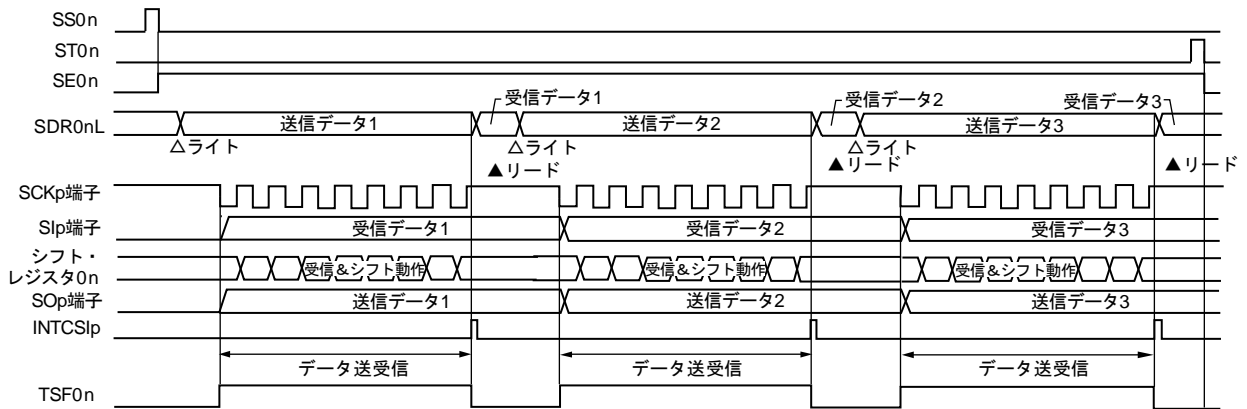 SS0n
ST0n
SE0n
受信データ1 受信データ2 受信データ3
SDR0nL 送信データ1 送信データ2 送信データ3
△ライト △ライト △ライト
▲リード ▲リード ▲リード
SCKp端子
SIp端子 受信データ1 受信データ2 受信データ3
シフト・
レジスタ0n 受信&シフト動作 受信&シフト動作 受信&シフト動作
SOp端子 送信データ1 送信データ2 送信データ3
INTCSIp
データ送受信 データ送受信 データ送受信
TSF0n